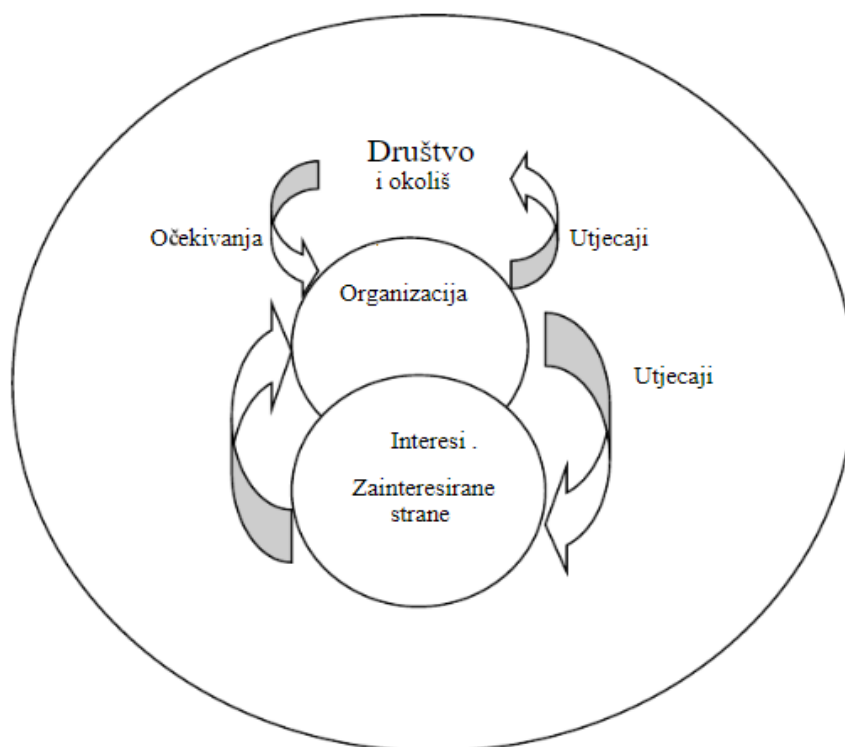 Društvo
i okoliš
Očekivanja
Utjecaji
Organizacija
Utjecaji
Interesi .
Zainteresirane
strane